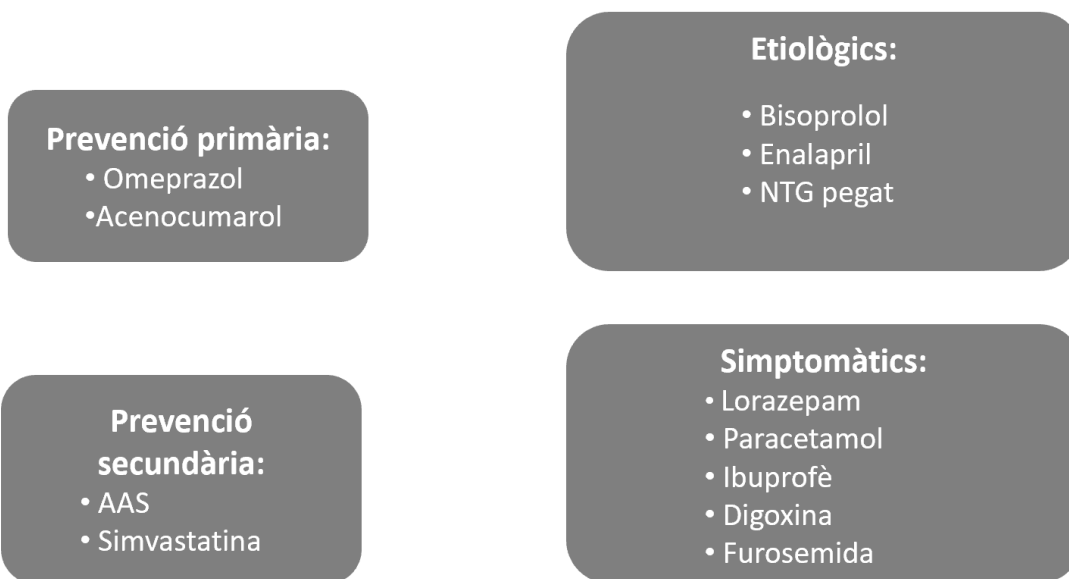 Prevenció primària:
• Omeprazol
•Acenocumarol
Etiològics:
• Bisoprolol
• Enalapril
• NTG pegat
Prevenció
secundària:
• AAS
• Simvastatina
Simptomàtics:
• Lorazepam
• Paracetamol
• Ibuprofè
• Digoxina
• Furosemida